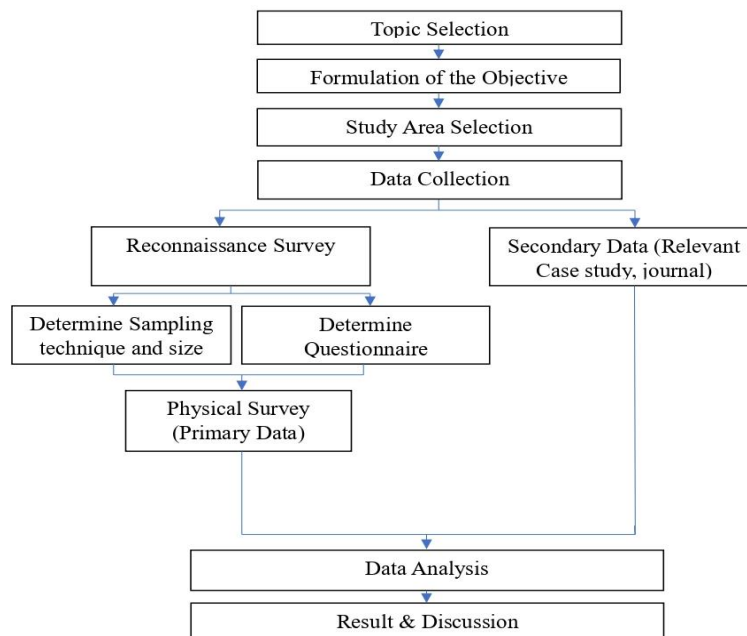 Topic Selection
Formulation of the Objective
Study Area Selection
Data Collection
Reconnaissance Survey
Secondary Data (Relevant
Case study, journal)
Determine Sampling
technique and size
Determine
Questionnaire
Physical Survey
(Primary Data)
Data Analysis
Result & Discussion